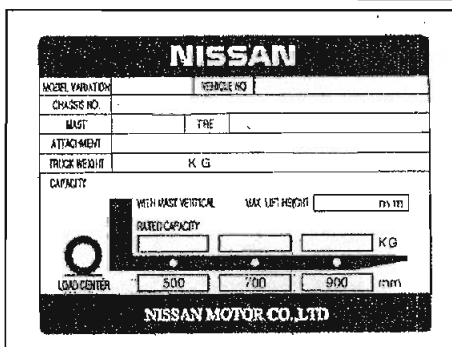 NISSAN
MODEL VARIATION VEHICLE NO
CHASSIS NO.
MAST TIRE
ATTACHMENT
TRUCK WEIGHT KG
CAPACITY
WITH MAST VERTICAL MAX. LIFT HEIGHT mm
RATED CAPACITY
KG
LOAD CENTER 500 700 900 mm
NISSAN MOTOR CO.,LTD